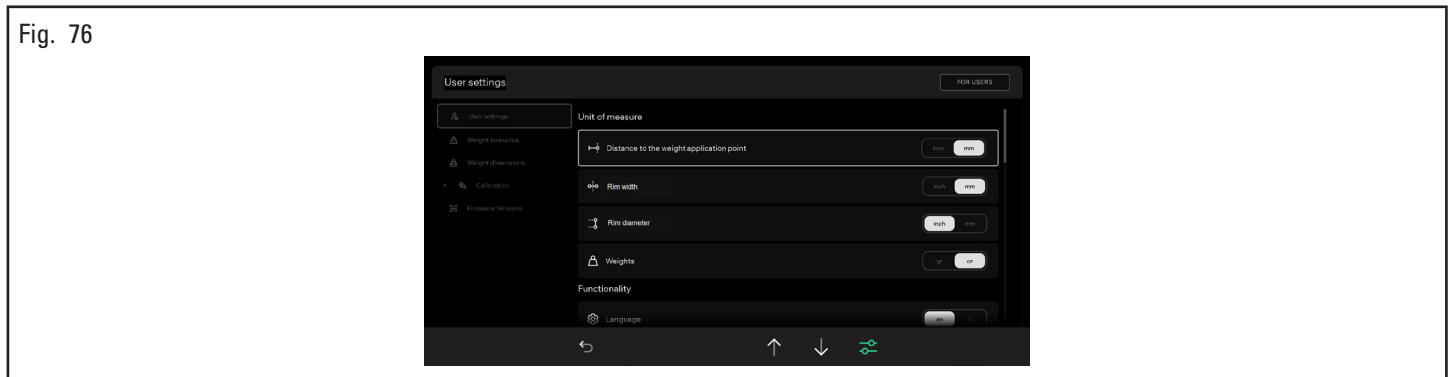 Fig. 76
User settings
FOR USERS
User settings
Weight tolerance
Weight dimensions
Calibration
Firmware Versions
Unit of measure
Distance to the weight application point
inch mm
Rim width
inch mm
Rim diameter
inch mm
Weights
gr oz
Functionality
Language
en